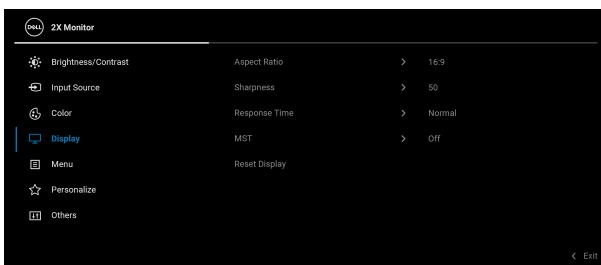 DELL 2X Monitor
Brightness/Contrast Aspect Ratio > 16:9
Input Source Sharpness > 50
Color Response Time > Normal
Display MST > Off
Menu Reset Display
Personalize
Others
< Exit